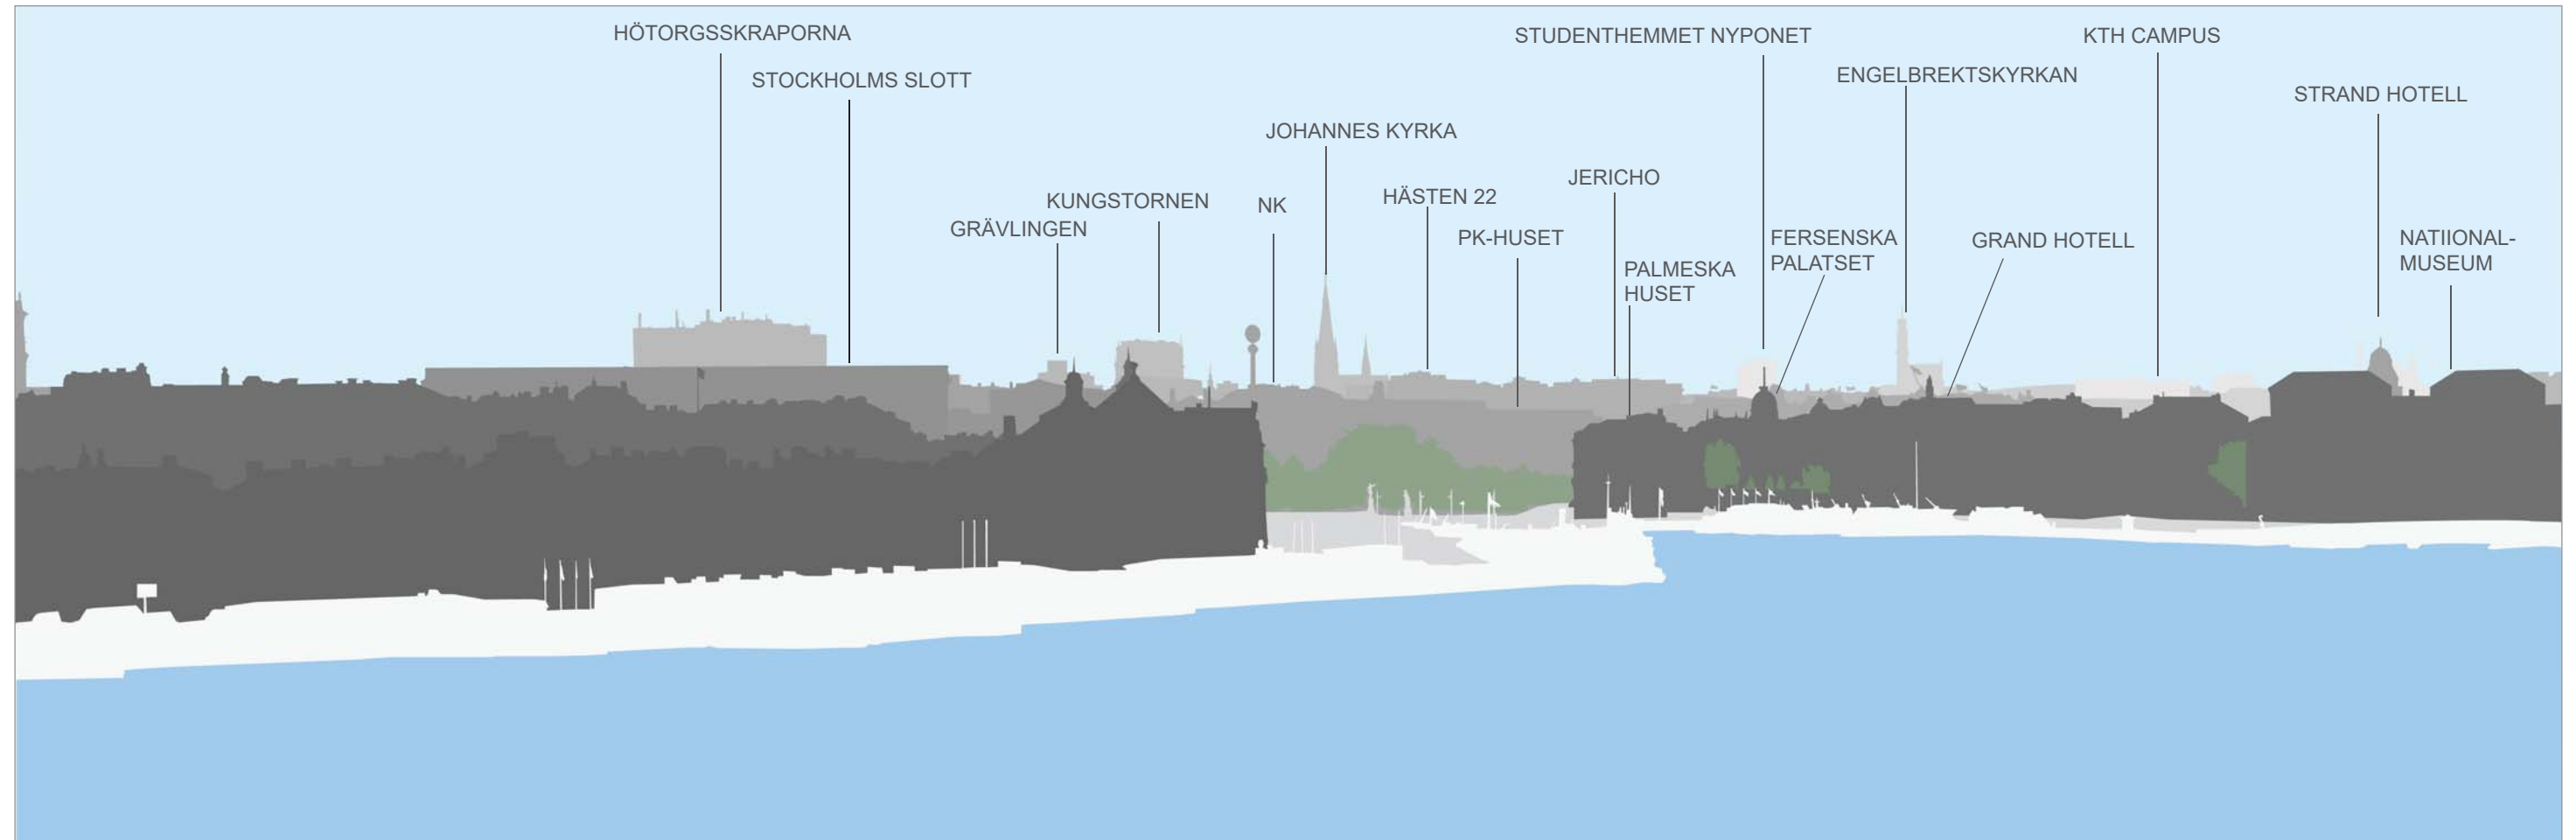 HÖTORGSSKRAPORNA
STOCKHOLMS SLOTT
GRÄVLINGEN
KUNGSTORNEN
NK
JOHANNES KYRKA
HÄSTEN 22
PK-HUSET
JERICHO
PALMESKA
HUSET
STUDENTHEMMET NYPONET
FERSENSKA
PALATSET
ENGELBREKTSKYRKAN
GRAND HOTELL
KTH CAMPUS
STRAND HOTELL
NATIIONAL-
MUSEUM